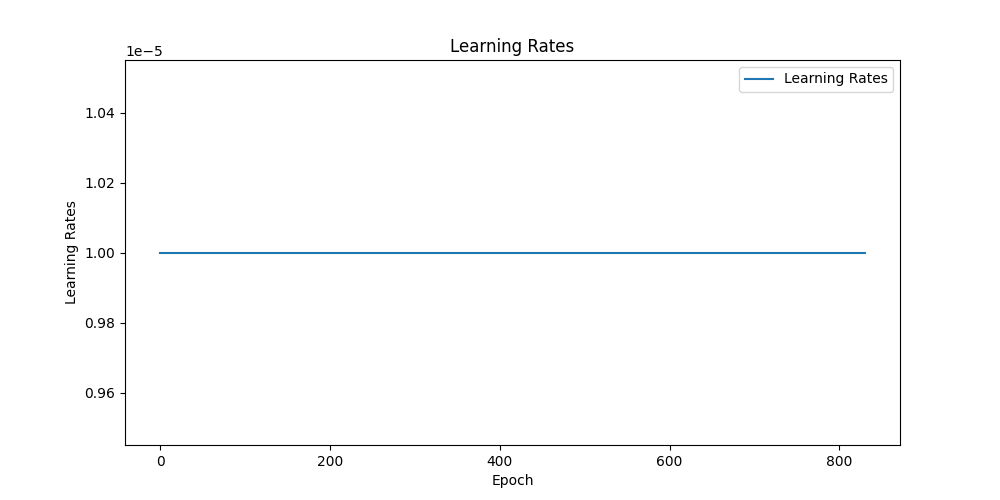 Learning Rates
1e−5
Learning Rates
1.04
1.02
1.00
0.98
0.96
Learning Rates
0 200 400 600 800
Epoch